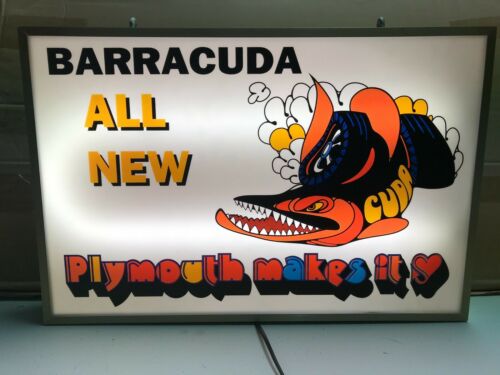 BARRACUDA
ALL
NEW
CUDA
Plymouth makes it